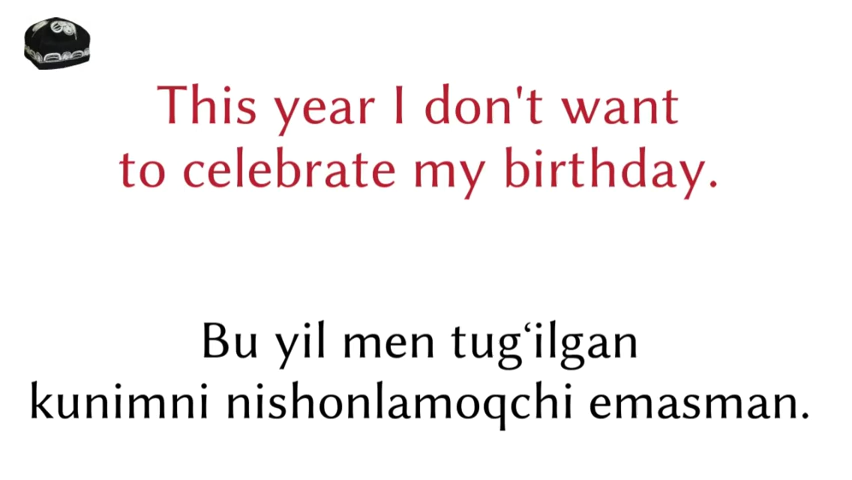 This year I don't want
to celebrate my birthday.
Bu yil men tug‘ilgan
kunimni nishonlamoqchi emasman.